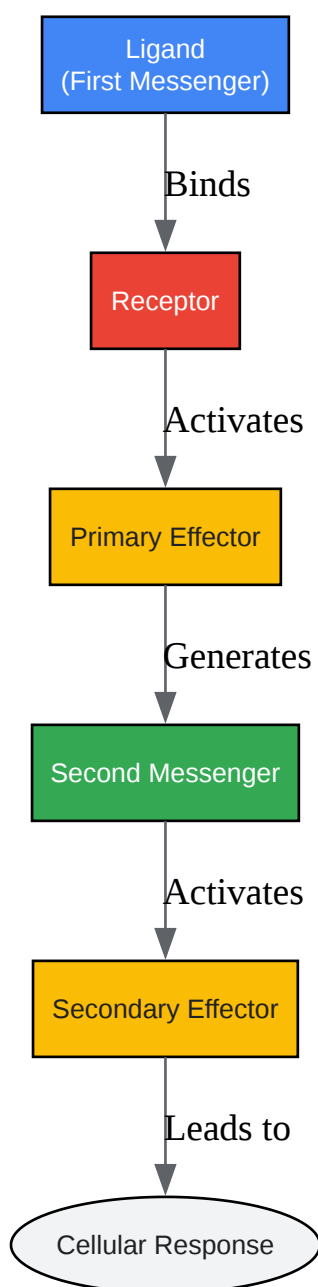 Ligand
(First Messenger)
Binds
Receptor
Activates
Primary Effector
Generates
Second Messenger
Activates
Secondary Effector
Leads to
Cellular Response